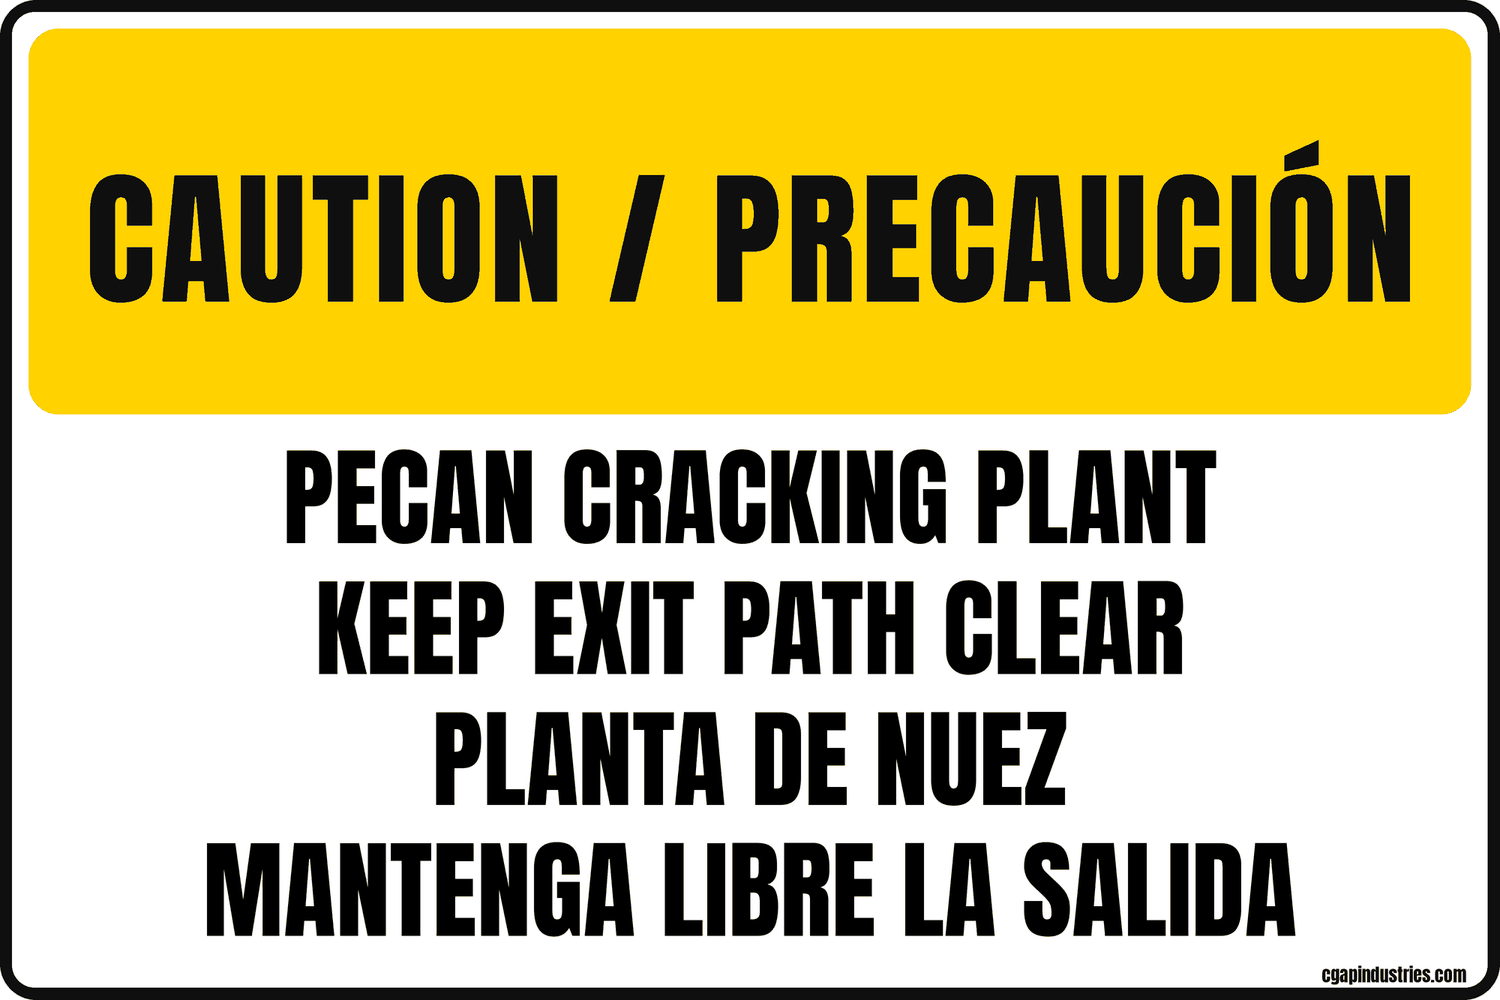 CAUTION / PRECAUCIÓN
PECAN CRACKING PLANT
KEEP EXIT PATH CLEAR
PLANTA DE NUEZ
MANTENGA LIBRE LA SALIDA
cgapindustries.com